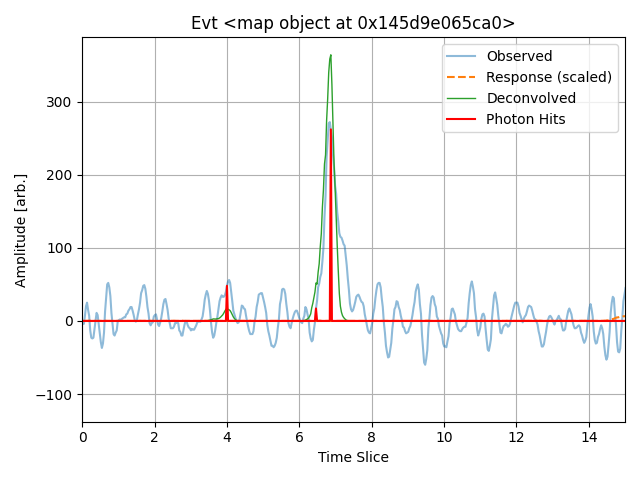 Evt <map object at 0x145d9e065ca0>
Observed
Response (scaled)
Deconvolved
Photon Hits
Amplitude [arb.]
300
200
100
0
−100
0 2 4 6 8 10 12 14
Time Slice